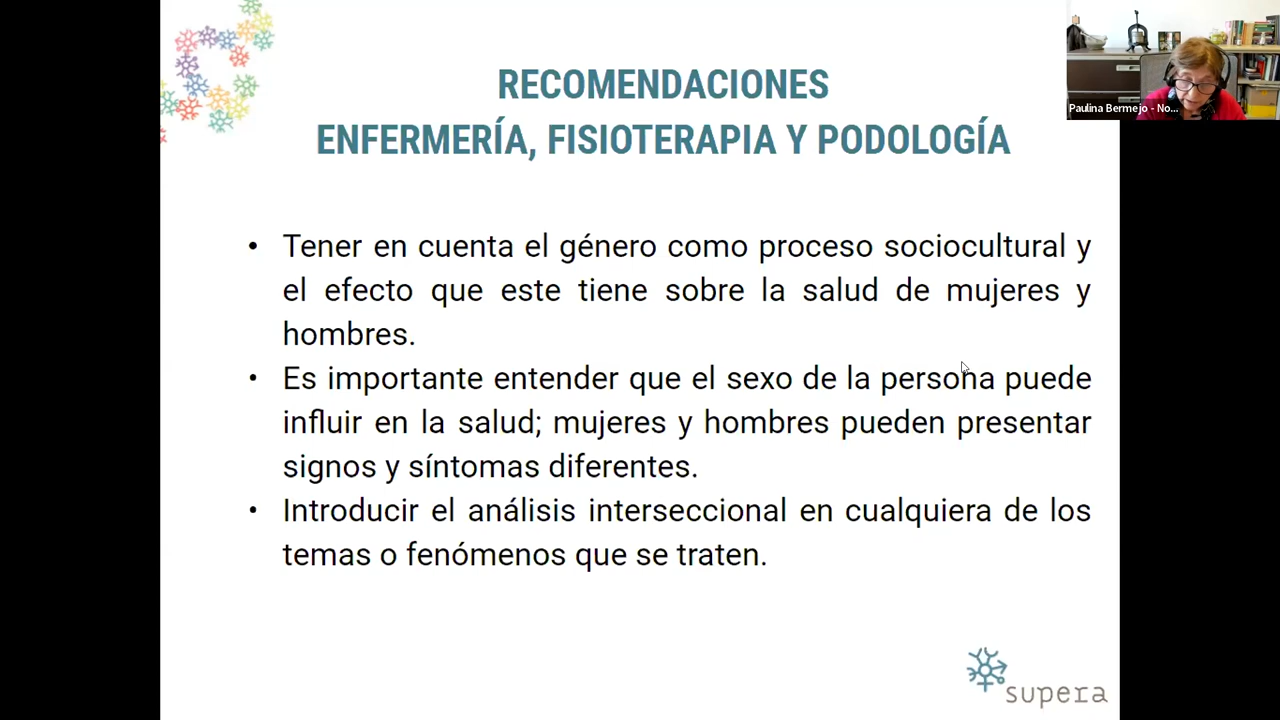 RECOMENDACIONES
ENFERMERÍA, FISIOTERAPIA Y PODOLOGÍA
Paulina Bermejo - No...
• Tener en cuenta el género como proceso sociocultural y
el efecto que este tiene sobre la salud de mujeres y
hombres.
• Es importante entender que el sexo de la persona puede
influir en la salud; mujeres y hombres pueden presentar
signos y síntomas diferentes.
• Introducir el análisis interseccional en cualquiera de los
temas o fenómenos que se traten.
supera